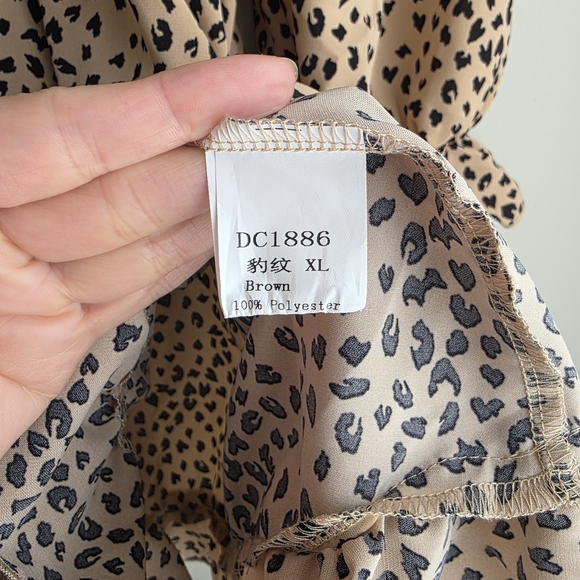 DC1886
豹纹 XL
Brown
100% Polyester